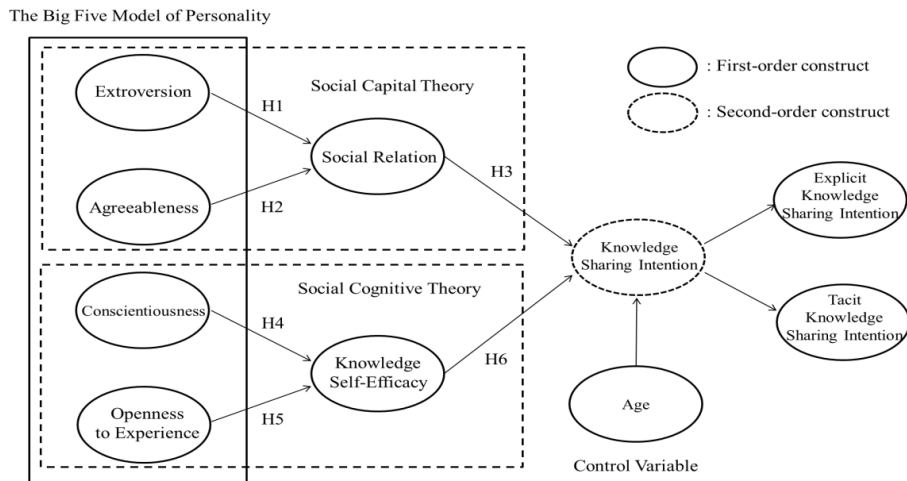 The Big Five Model of Personality
Extroversion
H1
Social Capital Theory
Social Relation
H3
Agreeableness
H2
: First-order construct
: Second-order construct
Explicit
Knowledge
Sharing Intention
Knowledge
Sharing Intention
Tacit
Knowledge
Sharing Intention
Social Cognitive Theory
Conscientiousness
H4
Knowledge
Self-Efficacy
H6
Openness
to Experience
H5
Age
Control Variable